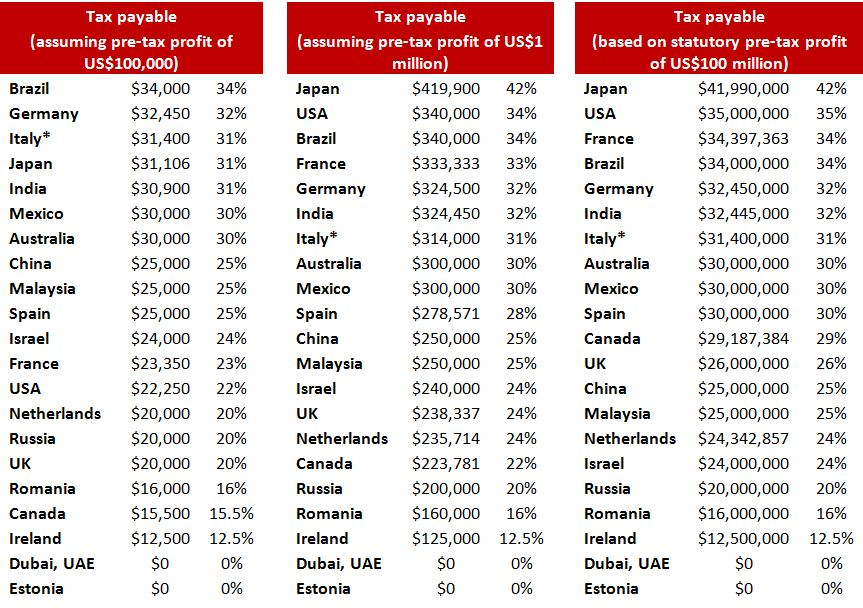 Tax payable
(assuming pre-tax profit of
US$100,000)
Brazil $34,000 34%
Germany $32,450 32%
Italy* $31,400 31%
Japan $31,106 31%
India $30,900 31%
Mexico $30,000 30%
Australia $30,000 30%
China $25,000 25%
Malaysia $25,000 25%
Spain $25,000 25%
Israel $24,000 24%
France $23,350 23%
USA $22,250 22%
Netherlands $20,000 20%
Russia $20,000 20%
UK $20,000 20%
Romania $16,000 16%
Canada $15,500 15.5%
Ireland $12,500 12.5%
Dubai, UAE $0 0%
Estonia $0 0%
Tax payable
(assuming pre-tax profit of US$1
million)
Japan $419,900 42%
USA $340,000 34%
Brazil $340,000 34%
France $333,333 33%
Germany $324,500 32%
India $324,450 32%
Italy* $314,000 31%
Australia $300,000 30%
Mexico $300,000 30%
Spain $278,571 28%
China $250,000 25%
Malaysia $250,000 25%
Israel $240,000 24%
UK $238,337 24%
Netherlands $235,714 24%
Canada $223,781 22%
Russia $200,000 20%
Romania $160,000 16%
Ireland $125,000 12.5%
Dubai, UAE $0 0%
Estonia $0 0%
Tax payable
(based on statutory pre-tax profit
of US$100 million)
Japan $41,990,000 42%
USA $35,000,000 35%
France $34,397,363 34%
Brazil $34,000,000 34%
Germany $32,450,000 32%
India $32,445,000 32%
Italy* $31,400,000 31%
Australia $30,000,000 30%
Mexico $30,000,000 30%
Spain $30,000,000 30%
Canada $29,187,384 29%
UK $26,000,000 26%
China $25,000,000 25%
Malaysia $25,000,000 25%
Netherlands $24,342,857 24%
Israel $24,000,000 24%
Russia $20,000,000 20%
Romania $16,000,000 16%
Ireland $12,500,000 12.5%
Dubai, UAE $0 0%
Estonia $0 0%